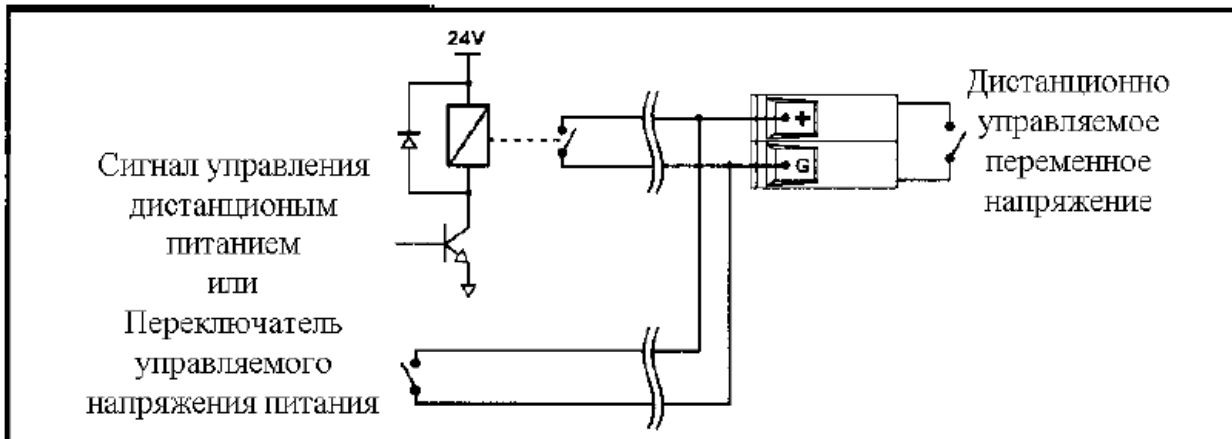 24V
Сигнал управления
дистанционым
питанием
или
Переключатель
управляемого
напряжения питания
+
G
Дистанционно
управляемое
переменное
напряжение